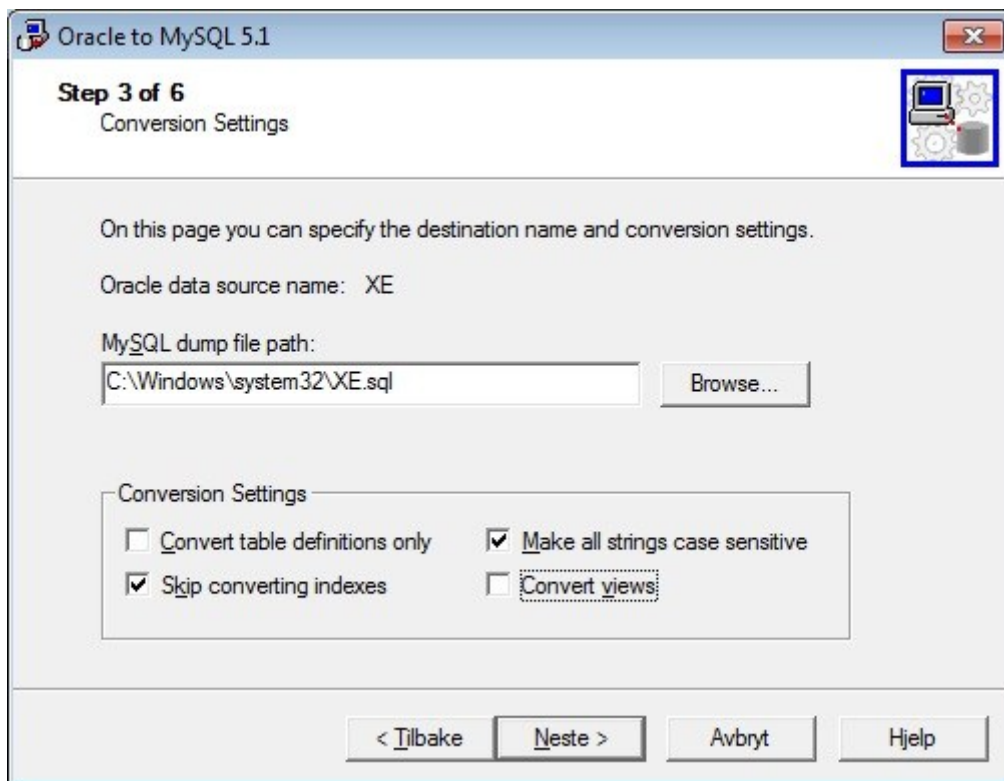 Oracle to MySQL 5.1
Step 3 of 6
Conversion Settings
On this page you can specify the destination name and conversion settings.
Oracle data source name: XE
MySQL dump file path:
C:\Windows\system32\XE.sql
Browse...
Conversion Settings
Convert table definitions only
Make all strings case sensitive
Skip converting indexes
Convert views
< Tilbake
Neste >
Avbryt
Hjelp